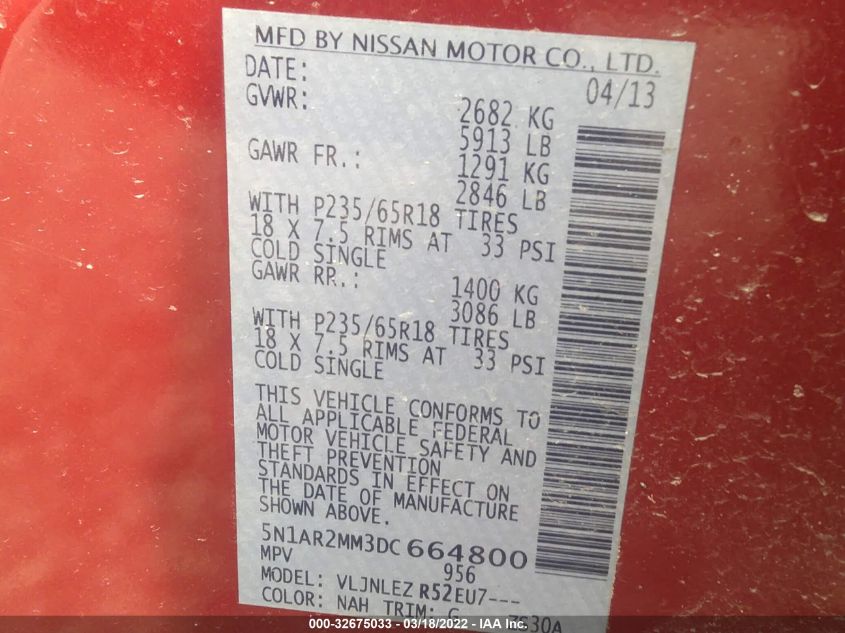 MFD BY NISSAN MOTOR CO., LTD.
DATE: 04/13
GVWR: 2682 KG
5913 LB
GAWR FR.: 1291 KG
2846 LB
WITH P235/65R18 TIRES
18 X 7.5 RIMS AT 33 PSI
COLD SINGLE
GAWR RR.: 1400 KG
3086 LB
WITH P235/65R18 TIRES
18 X 7.5 RIMS AT 33 PSI
COLD SINGLE
THIS VEHICLE CONFORMS TO
ALL APPLICABLE FEDERAL
MOTOR VEHICLE SAFETY AND
THEFT PREVENTION
STANDARDS IN EFFECT ON
THE DATE OF MANUFACTURE
SHOWN ABOVE.
5N1AR2MM3DC664800
MPV 956
MODEL: VLJNLEZ R52EU7---
COLOR: NAH TRIM: G
000-32675033 - 03/18/2022 - IAA Inc.